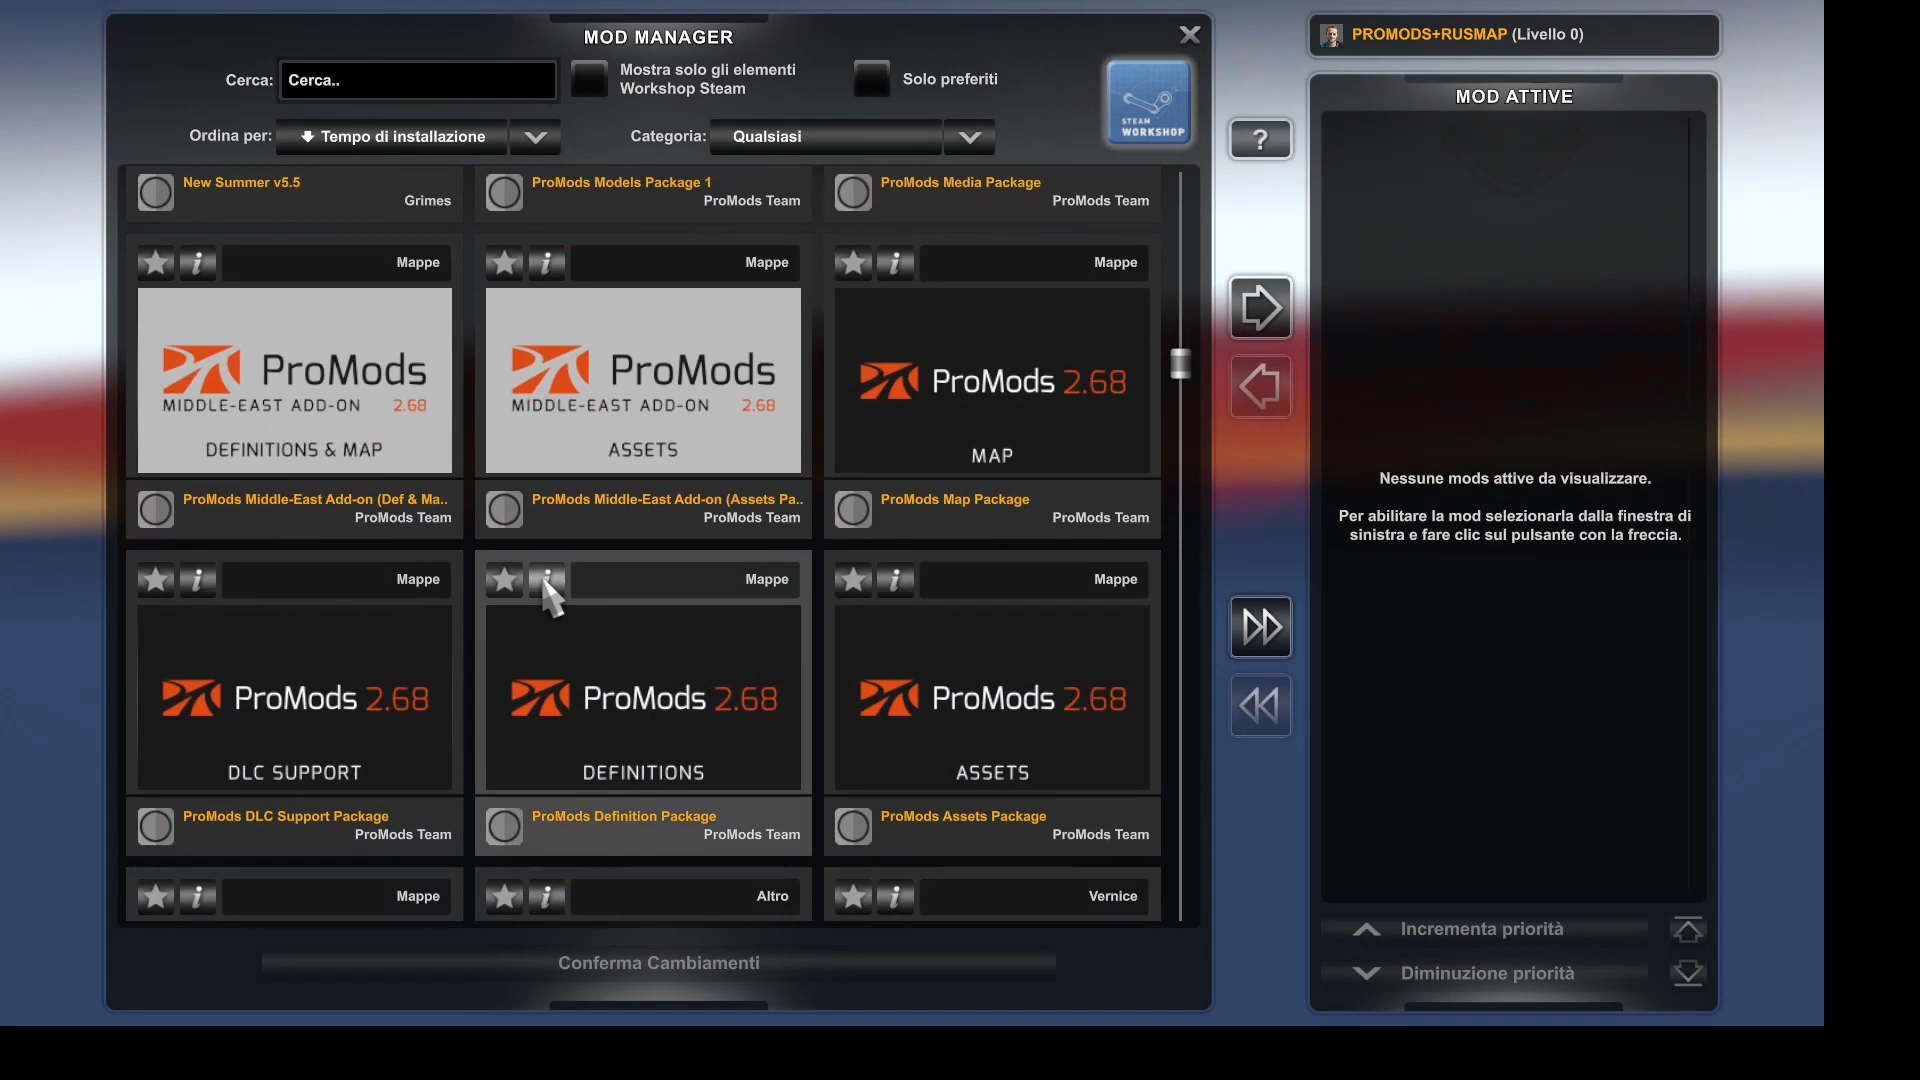 MOD MANAGER
Cerca:
Cerca..
Mostra solo gli elementi
Workshop Steam
Solo preferiti
STEAM
WORKSHOP
Ordina per:
Tempo di installazione
Categoria:
Qualsiasi
New Summer v5.5
Grimes
ProMods Models Package 1
ProMods Team
ProMods Media Package
ProMods Team
Mappe
Mappe
Mappe
ProMods
MIDDLE-EAST ADD-ON 2.68
DEFINITIONS & MAP
ProMods
MIDDLE-EAST ADD-ON 2.68
ASSETS
ProMods 2.68
MAP
ProMods Middle-East Add-on (Def & Ma..
ProMods Team
ProMods Middle-East Add-on (Assets Pa..
ProMods Team
ProMods Map Package
ProMods Team
Mappe
Mappe
Mappe
ProMods 2.68
DLC SUPPORT
ProMods 2.68
DEFINITIONS
ProMods 2.68
ASSETS
ProMods DLC Support Package
ProMods Team
ProMods Definition Package
ProMods Team
ProMods Assets Package
ProMods Team
Mappe
Altro
Vernice
Conferma Cambiamenti
?
PROMODS+RUSMAP (Livello 0)
MOD ATTIVE
Nessune mods attive da visualizzare.
Per abilitare la mod selezionarla dalla finestra di
sinistra e fare clic sul pulsante con la freccia.
Incrementa priorità
Diminuzione priorità